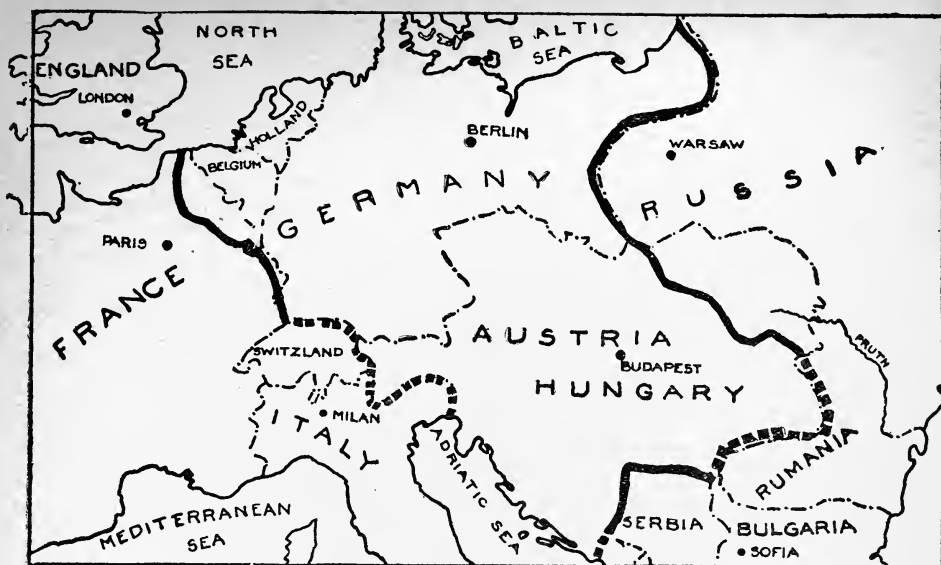 NORTH
SEA
BALTIC
SEA
ENGLAND
LONDON
HOLLAND
BELGIUM
BERLIN
WARSAW
GERMANY
RUSSIA
PARIS
FRANCE
SWITZLAND
AUSTRIA
BUDAPEST
HUNGARY
PRUTH
MILAN
ITALY
ADRIATIC SEA
RUMANIA
MEDITERRANEAN
SEA
SERBIA
BULGARIA
SOFIA